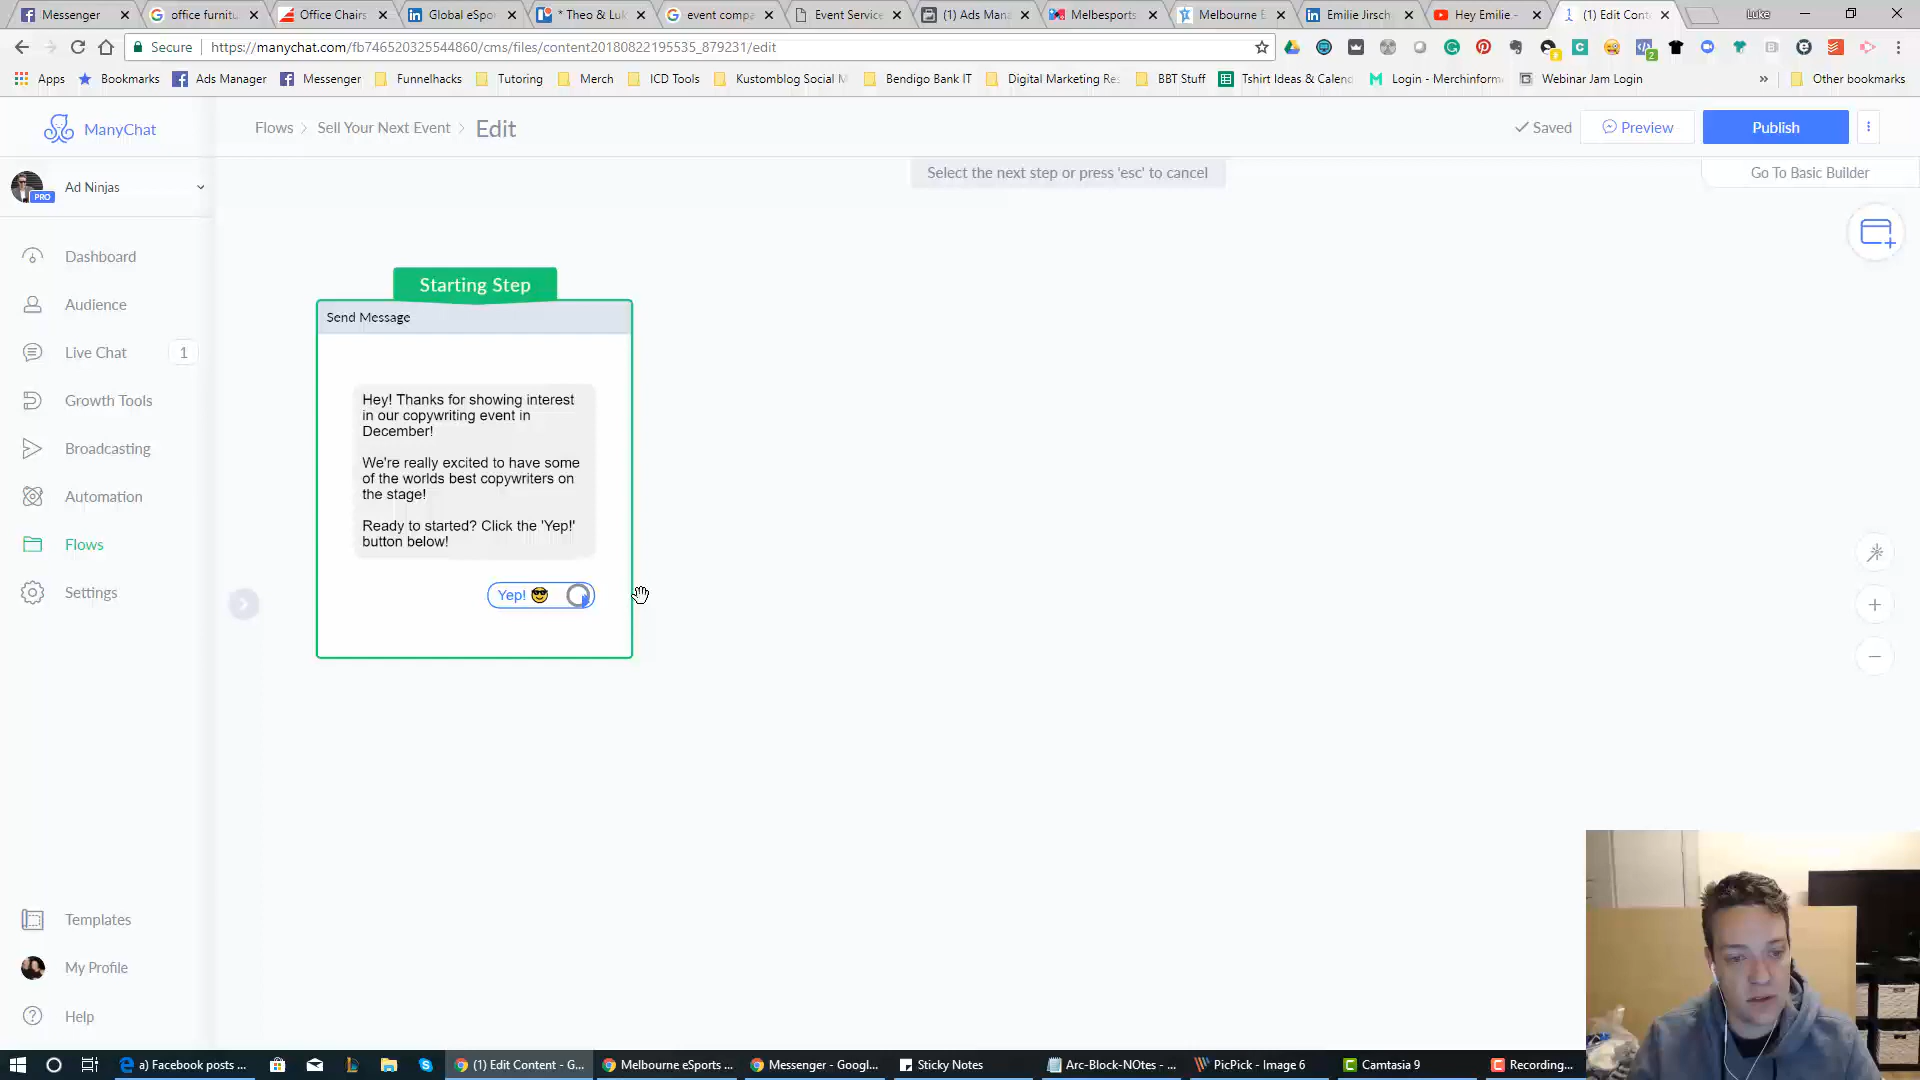 Messenger
office furnitu
Office Chairs
Global eSpo
* Theo & Luk
event compa
Event Service
(1) Ads Mana
Melbesports
Melbourne E
Emilie Jirsch
Hey Emilie -
(1) Edit Cont
Luke
Secure
https://manychat.com/fb746520325544860/cms/files/content20180822195535_879231/edit
Apps
Bookmarks
Ads Manager
Messenger
Funnelhacks
Tutoring
Merch
ICD Tools
Kustomblog Social M
Bendigo Bank IT
Digital Marketing Re
BBT Stuff
Tshirt Ideas & Calend
Login - Merchinform
Webinar Jam Login
»
Other bookmarks
ManyChat
Flows
Sell Your Next Event
Edit
Saved
Preview
Publish
Ad Ninjas
PRO
Select the next step or press 'esc' to cancel
Go To Basic Builder
Dashboard
Audience
Live Chat
1
Growth Tools
Broadcasting
Automation
Flows
Settings
Templates
My Profile
Help
Starting Step
Send Message
Hey! Thanks for showing interest
in our copywriting event in
December!
We're really excited to have some
of the worlds best copywriters on
the stage!
Ready to started? Click the 'Yep!'
button below!
Yep! 😎
a) Facebook posts ...
(1) Edit Content - G...
Melbourne eSports ...
Messenger - Googl...
Sticky Notes
Arc-Block-NOtes - ...
PicPick - Image 6
Camtasia 9
Recording...